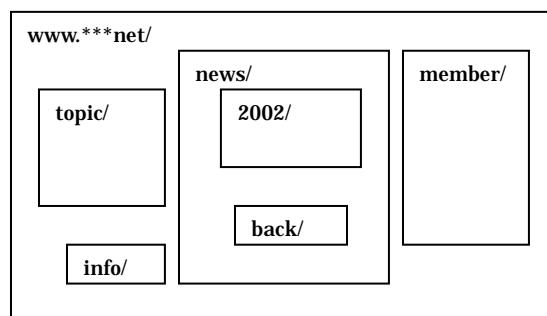 www.***net/
news/
member/
topic/
2002/
back/
info/